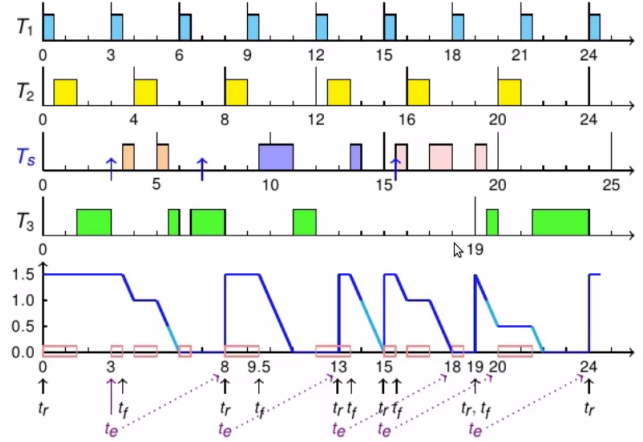 T1
0 3 6 9 12 15 18 21 24
T2
0 4 8 12 16 20 24
Ts
0 5 10 15 20 25
T3
0 19
1.5
1.0
0.5
0.0
0 3 8 9.5 13 15 18 19 24
tr tf tr tf tr tf tr tf tr, tf tr
te te te te te